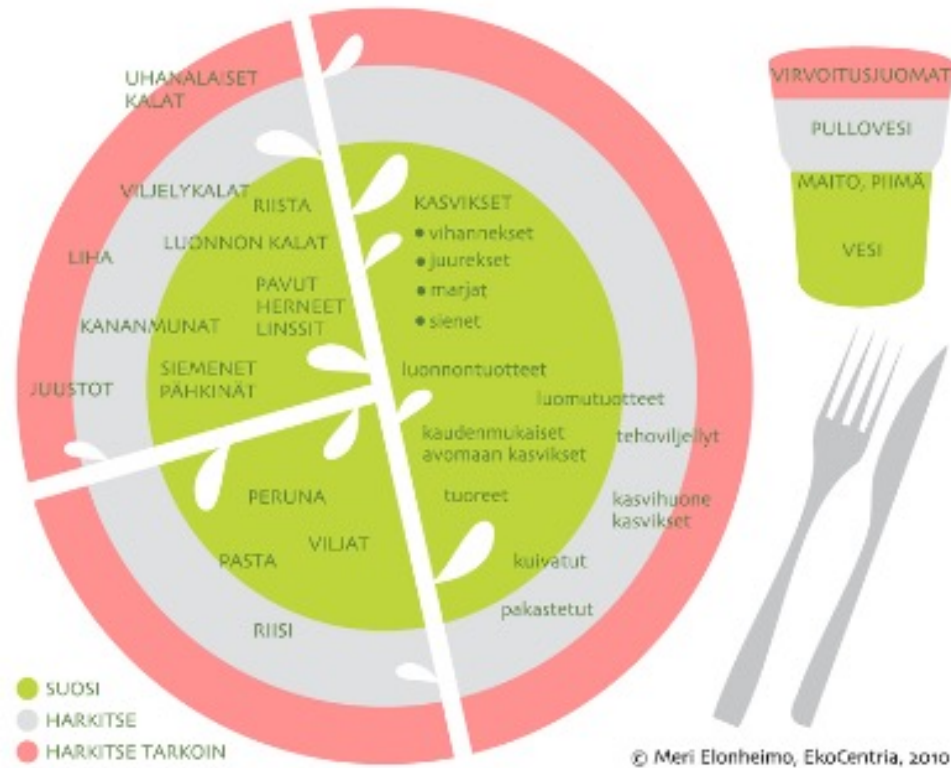 UHANALAISET
KALAT
VILJELYKALAT
RIISTA
LIHA
LUONNON KALAT
PAVUT
HERNEET
LINSSIT
KANANMUNAT
SIEMENET
PÄHKINÄT
JUUSTOT
KASVIKSET
• vihannekset
• juurekset
• marjat
• sienet
luonnontuotteet
luomutuotteet
kaudenmukaiset
avomaan kasvikset
tehoviljellyt
tuoreet
kasvihuone
kasvikset
kuivatut
pakastetut
PERUNA
VILJAT
PASTA
RIISI
VIRVOITUSJUOMAT
PULLOVESI
MAITO, PIIMÄ
VESI
SUOSI
HARKITSE
HARKITSE TARKOIN
© Meri Elonheimo, EkoCentria, 2010